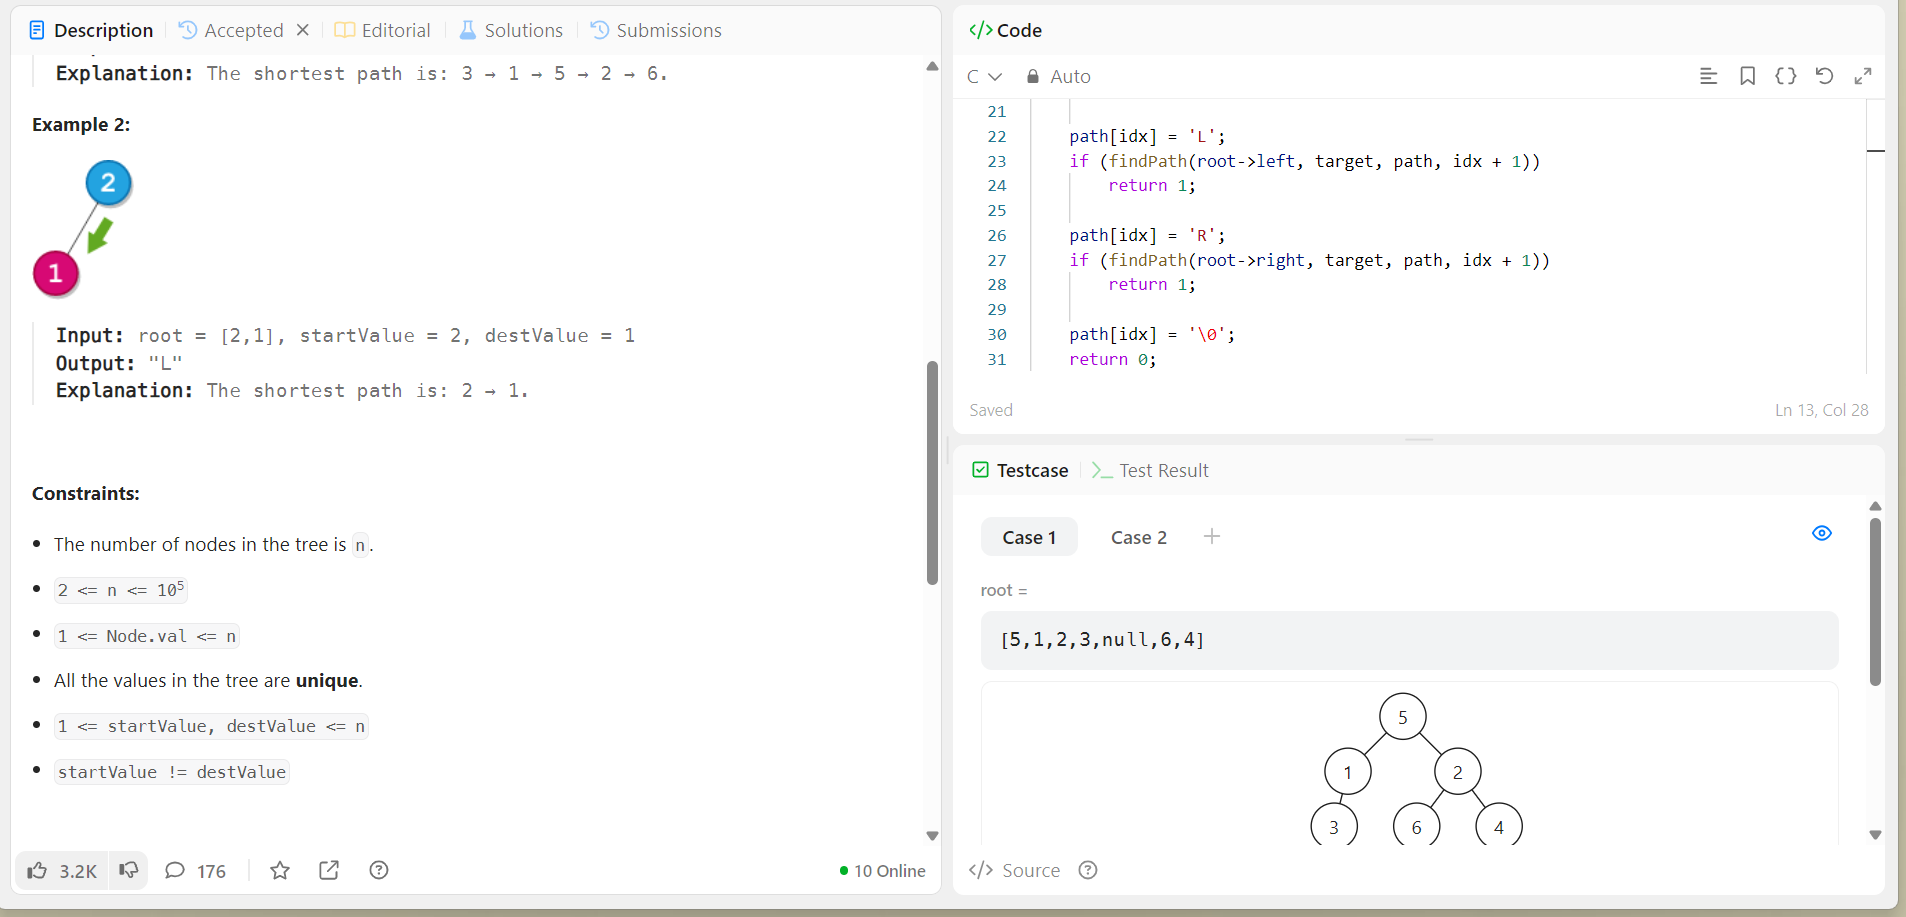 Description
Accepted
Editorial
Solutions
Submissions
Explanation: The shortest path is: 3 → 1 → 5 → 2 → 6.
Example 2:
2
1
Input: root = [2,1], startValue = 2, destValue = 1
Output: "L"
Explanation: The shortest path is: 2 → 1.
Constraints:
• The number of nodes in the tree is n.
• 2 <= n <= 10⁵
• 1 <= Node.val <= n
• All the values in the tree are unique.
• 1 <= startValue, destValue <= n
• startValue != destValue
3.2K
176
10 Online
</> Code
C
Auto
21
22 path[idx] = 'L';
23 if (findPath(root->left, target, path, idx + 1))
24 return 1;
25
26 path[idx] = 'R';
27 if (findPath(root->right, target, path, idx + 1))
28 return 1;
29
30 path[idx] = '\0';
31 return 0;
Saved
Ln 13, Col 28
Testcase
>_ Test Result
Case 1
Case 2
+
root =
[5,1,2,3,null,6,4]
5
1 2
3 6 4
</> Source